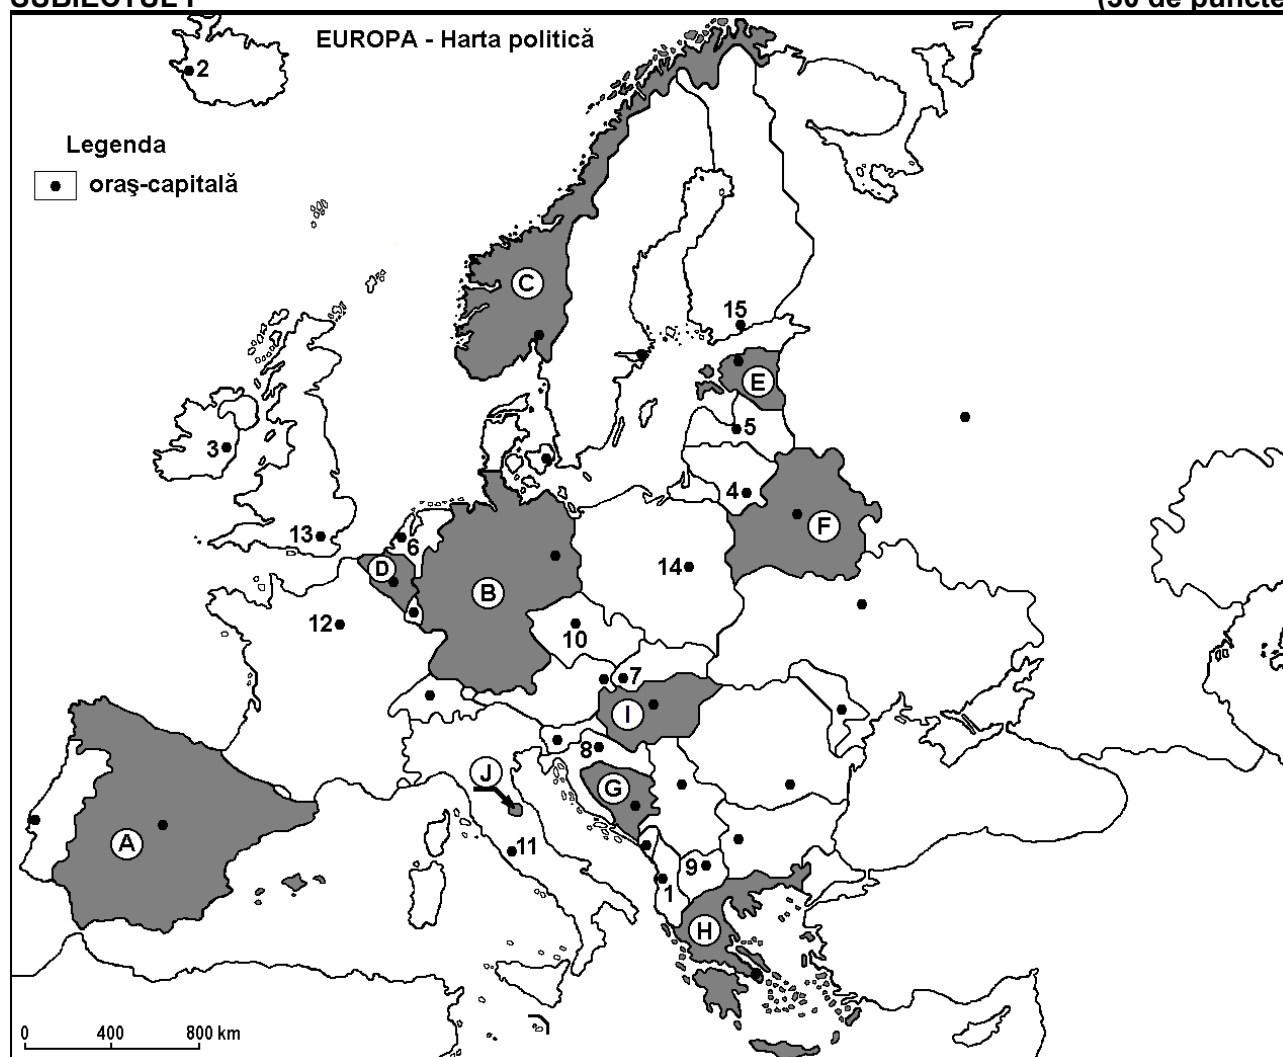 SUBIECTUL I (30 de puncte
EUROPA - Harta politică
2
Legenda
oraş-capitală
C
15
E
5
3
4
13
6
F
D
14
B
12
10
7
I
8
J
G
A
11
9
1
H
0 400 800 km